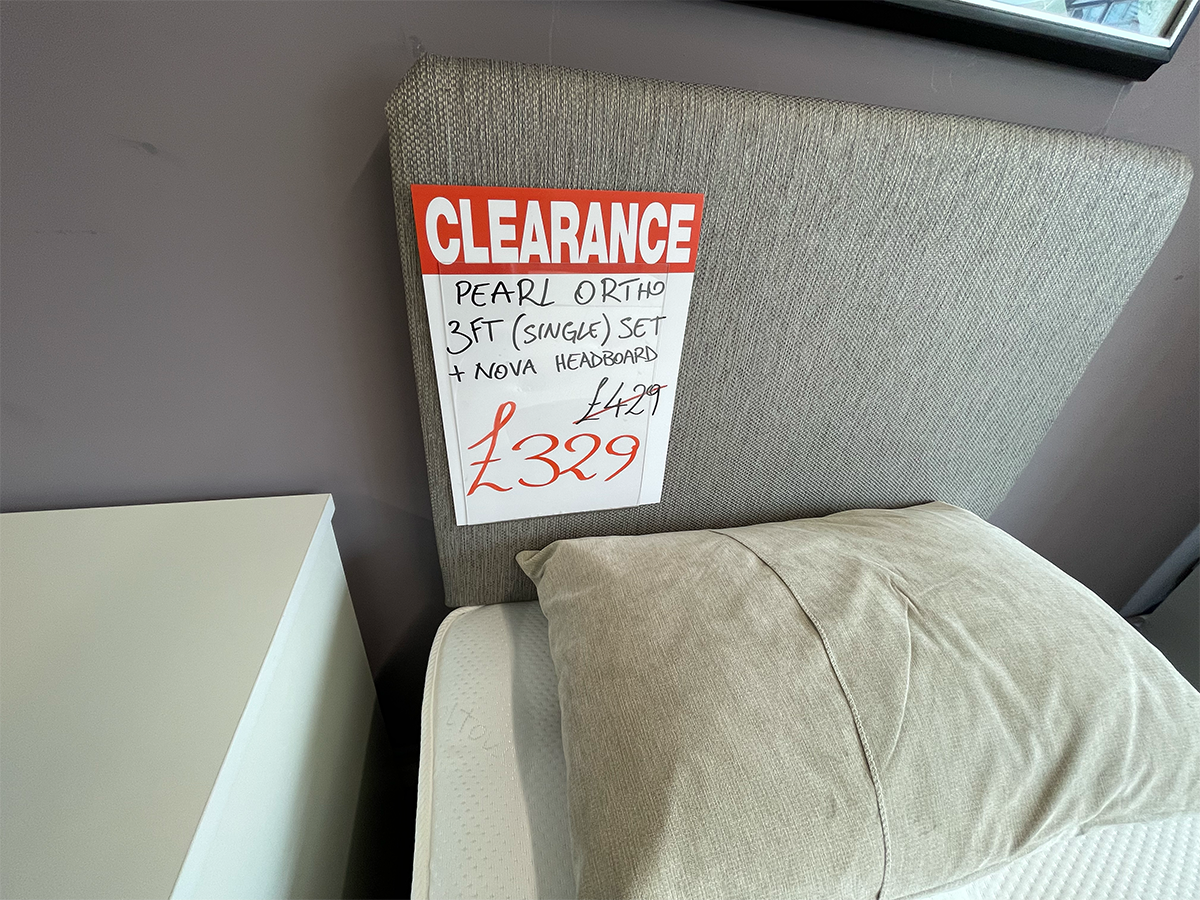 CLEARANCE
PEARL ORTHO
3FT (SINGLE) SET
+ NOVA HEADBOARD
£429
£329